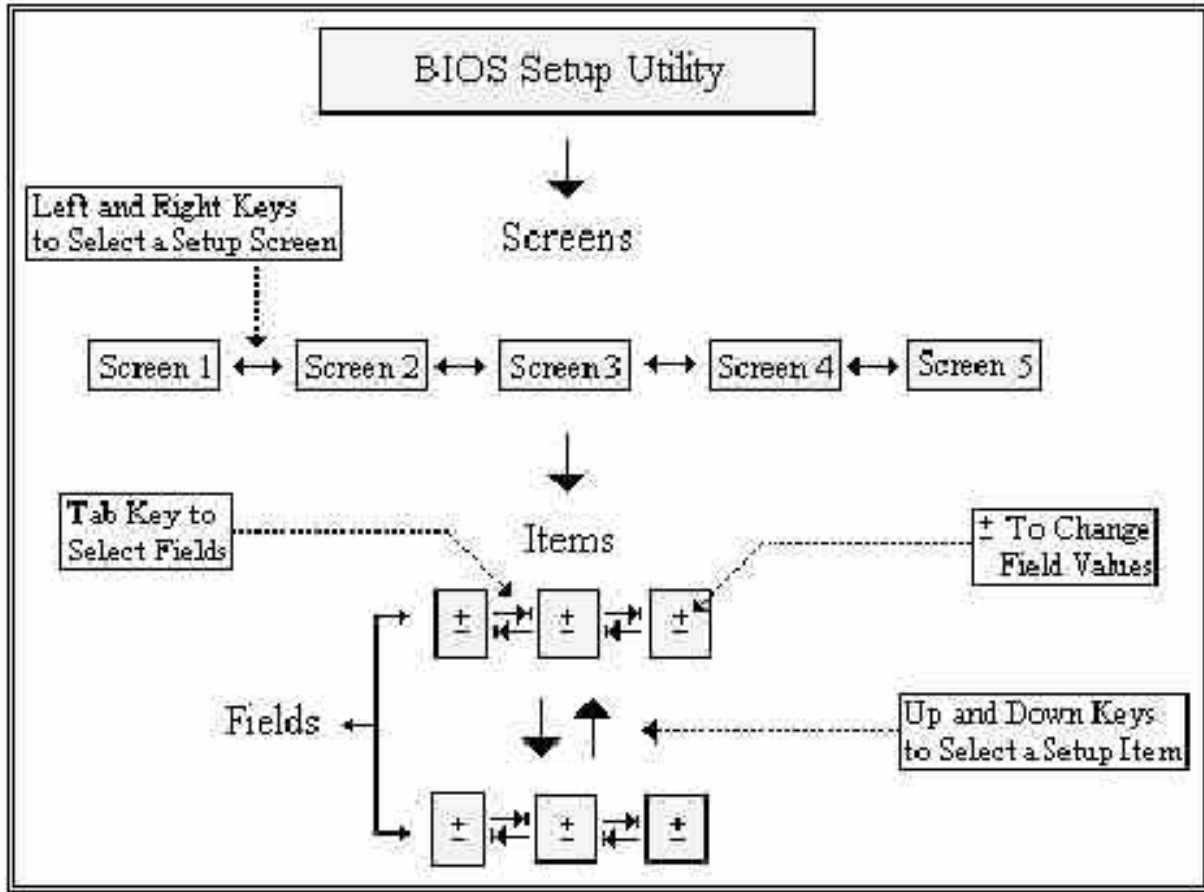 BIOS Setup Utility
Left and Right Keys
to Select a Setup Screen
Screens
Screen 1
Screen 2
Screen 3
Screen 4
Screen 5
Tab Key to
Select Fields
Items
± To Change
Field Values
± ± ±
Fields
Up and Down Keys
to Select a Setup Item
± ± ±